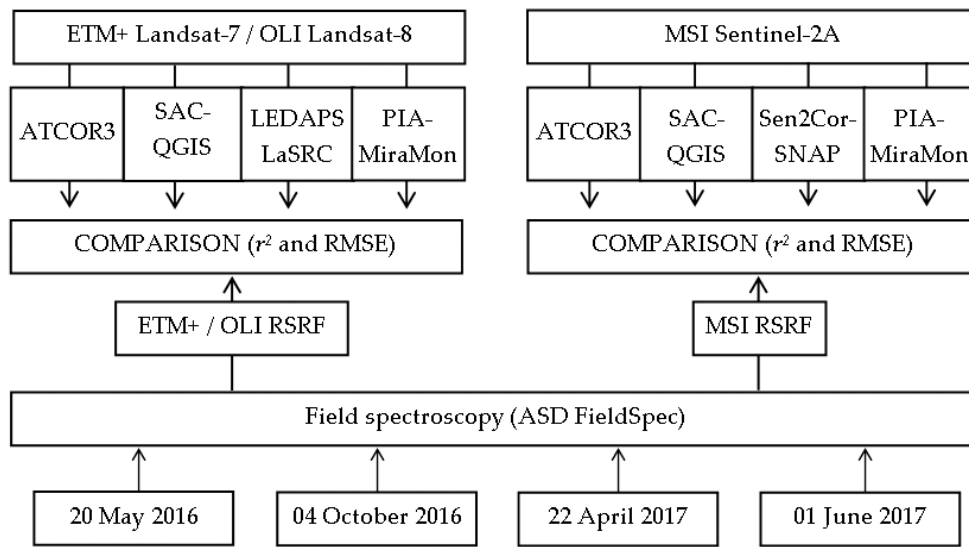 ETM+ Landsat-7 / OLI Landsat-8
MSI Sentinel-2A
ATCOR3
SAC-
QGIS
LEDAPS
LaSRC
PIA-
MiraMon
ATCOR3
SAC-
QGIS
Sen2Cor-
SNAP
PIA-
MiraMon
COMPARISON (r² and RMSE)
COMPARISON (r² and RMSE)
ETM+ / OLI RSRF
MSI RSRF
Field spectroscopy (ASD FieldSpec)
20 May 2016
04 October 2016
22 April 2017
01 June 2017